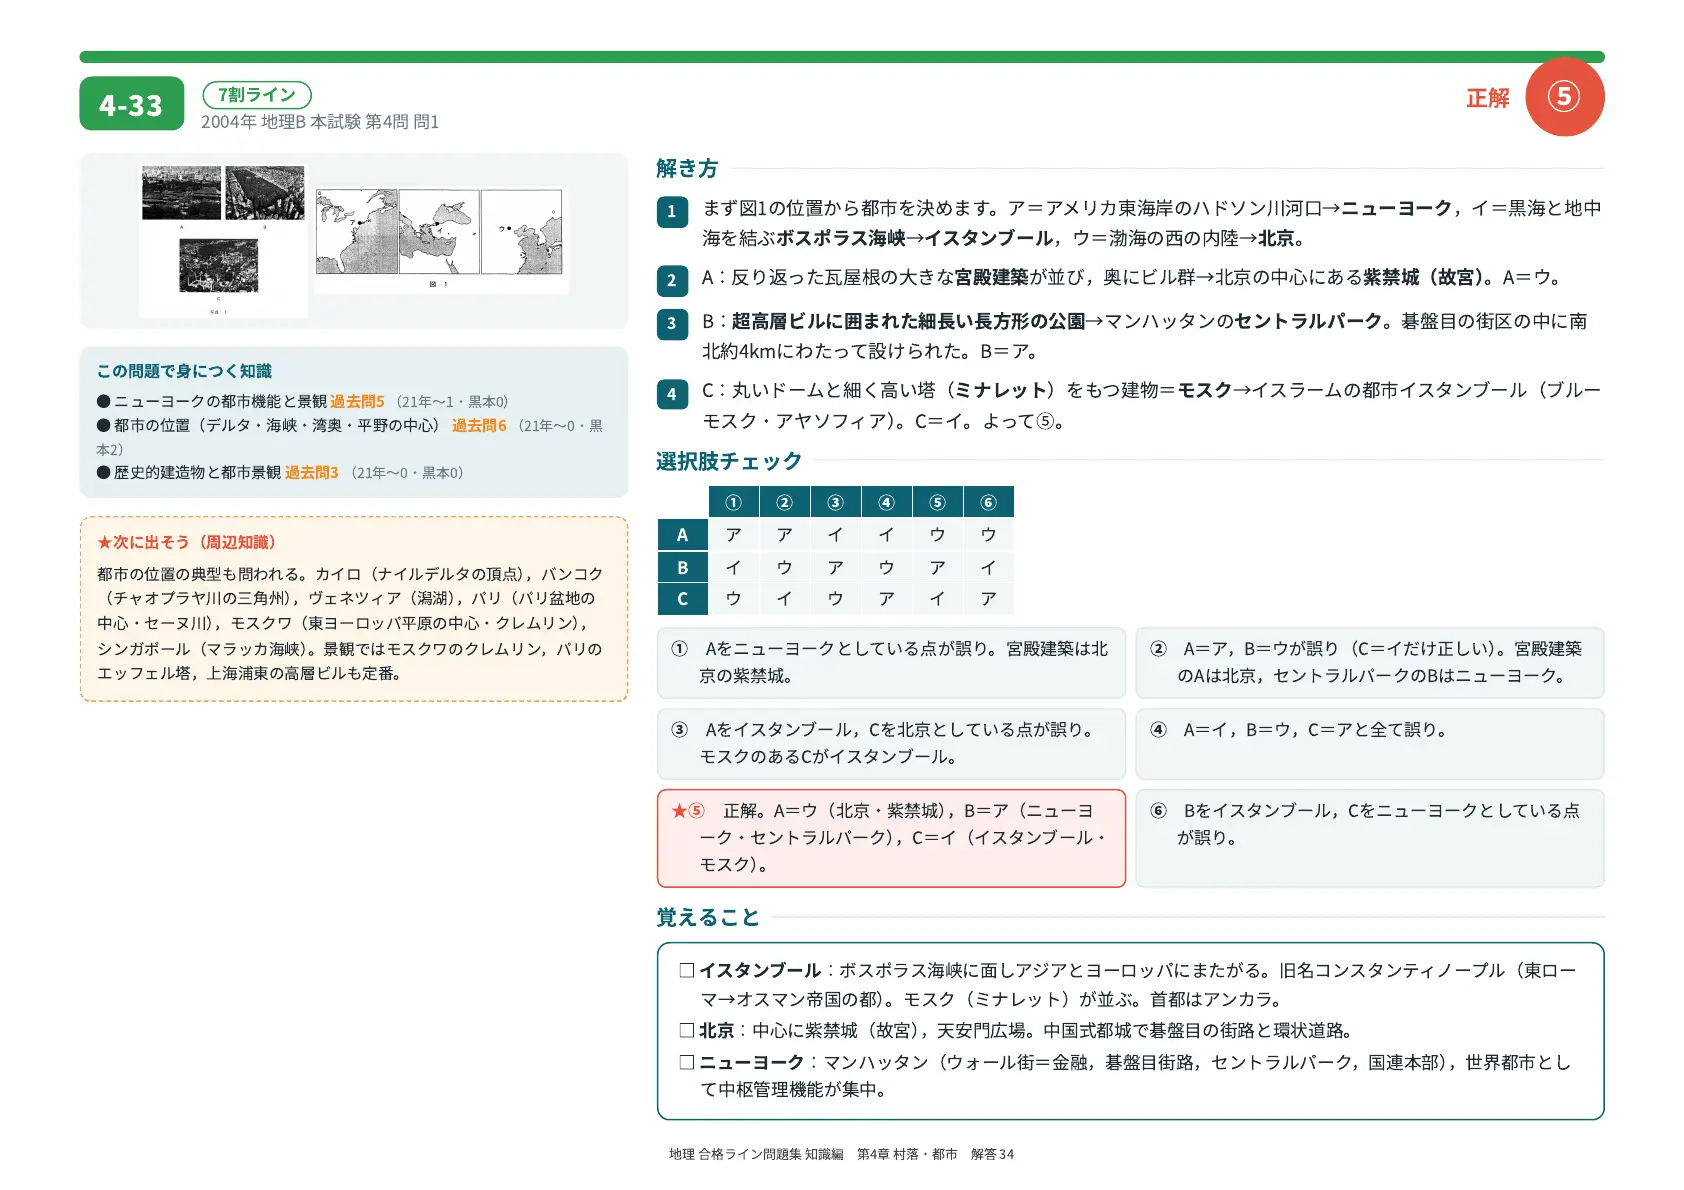 4-33
7割ライン
2004年 地理B 本試験 第4問 問1
正解 ⑤
A
B
C
写真 1
ア
イ
ウ
図 1
この問題で身につく知識
●ニューヨークの都市機能と景観 過去問5 （21年〜1・黒本0）
●都市の位置（デルタ・海峡・湾奥・平野の中心） 過去問6 （21年〜0・黒
本2）
●歴史的建造物と都市景観 過去問3 （21年〜0・黒本0）
★次に出そう（周辺知識）
都市の位置の典型も問われる。カイロ（ナイルデルタの頂点），バンコク
（チャオプラヤ川の三角州），ヴェネツィア（潟湖），パリ（パリ盆地の
中心・セーヌ川），モスクワ（東ヨーロッパ平原の中心・クレムリン），
シンガポール（マラッカ海峡）。景観ではモスクワのクレムリン，パリの
エッフェル塔，上海浦東の高層ビルも定番。
解き方
1 まず図1の位置から都市を決めます。ア＝アメリカ東海岸のハドソン川河口→ニューヨーク，イ＝黒海と地中
海を結ぶボスポラス海峡→イスタンブール，ウ＝渤海の西の内陸→北京。
2 A：反り返った瓦屋根の大きな宮殿建築が並び，奥にビル群→北京の中心にある紫禁城（故宮）。A＝ウ。
3 B：超高層ビルに囲まれた細長い長方形の公園→マンハッタンのセントラルパーク。碁盤目の街区の中に南
北約4kmにわたって設けられた。B＝ア。
4 C：丸いドームと細く高い塔（ミナレット）をもつ建物＝モスク→イスラームの都市イスタンブール（ブルー
モスク・アヤソフィア）。C＝イ。よって⑤。
選択肢チェック
① ② ③ ④ ⑤ ⑥
A ア ア イ イ ウ ウ
B イ ウ ア ウ ア イ
C ウ イ ウ ア イ ア
① Aをニューヨークとしている点が誤り。宮殿建築は北
京の紫禁城。
② A＝ア，B＝ウが誤り（C＝イだけ正しい）。宮殿建築
のAは北京，セントラルパークのBはニューヨーク。
③ Aをイスタンブール，Cを北京としている点が誤り。
モスクのあるCがイスタンブール。
④ A＝イ，B＝ウ，C＝アと全て誤り。
★⑤ 正解。A＝ウ（北京・紫禁城），B＝ア（ニューヨ
ーク・セントラルパーク），C＝イ（イスタンブール・
モスク）。
⑥ Bをイスタンブール，Cをニューヨークとしている点
が誤り。
覚えること
□ イスタンブール：ボスポラス海峡に面しアジアとヨーロッパにまたがる。旧名コンスタンティノープル（東ロー
マ→オスマン帝国の都）。モスク（ミナレット）が並ぶ。首都はアンカラ。
□ 北京：中心に紫禁城（故宮），天安門広場。中国式都城で碁盤目の街路と環状道路。
□ ニューヨーク：マンハッタン（ウォール街＝金融，碁盤目街路，セントラルパーク，国連本部），世界都市とし
て中枢管理機能が集中。
地理 合格ライン問題集 知識編 第4章 村落・都市 解答 34